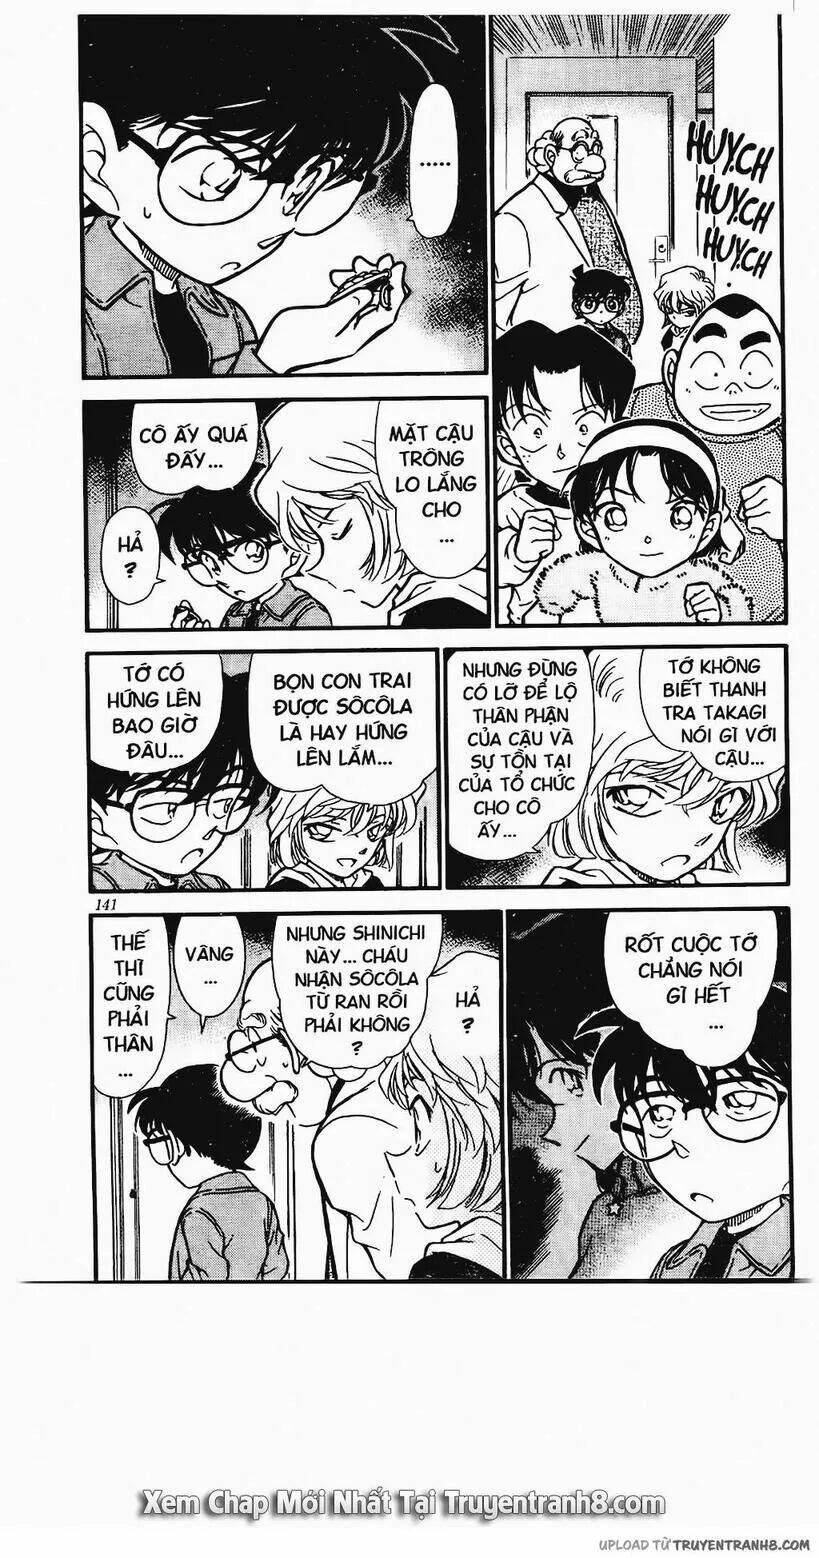 HUỴCH
HUỴCH
HUỴCH
......
MẶT CẬU
TRÔNG
LO LẮNG
CHO
...
CÔ ẤY QUÁ
ĐẤY...
HẢ
?
TỚ KHÔNG
BIẾT THANH
TRA TAKAGI
NÓI GÌ VỚI
CẬU...
NHƯNG ĐỪNG
CÓ LỠ ĐỂ LỘ
THÂN PHẬN
CỦA CẬU VÀ
SỰ TỒN TẠI
CỦA TỔ CHỨC
CHO CÔ
ẤY...
BỌN CON TRAI
ĐƯỢC SÔCÔLA
LÀ HAY HỨNG
LÊN LẮM...
TỚ CÓ
HỨNG LÊN
BAO GIỜ
ĐÂU...
141
RỐT CUỘC TỚ
CHẲNG NÓI
GÌ HẾT
...
HẢ
?
NHƯNG SHINICHI
NÀY... CHÁU
NHẬN SÔCÔLA
TỪ RAN RỒI
PHẢI KHÔNG
?
VÂNG
...
THẾ
THÌ
CŨNG
PHẢI
THÂN
...
Xem Chap Mới Nhất Tại Truyentranh8.com
UPLOAD TỪ TRUYENTRANH8.COM